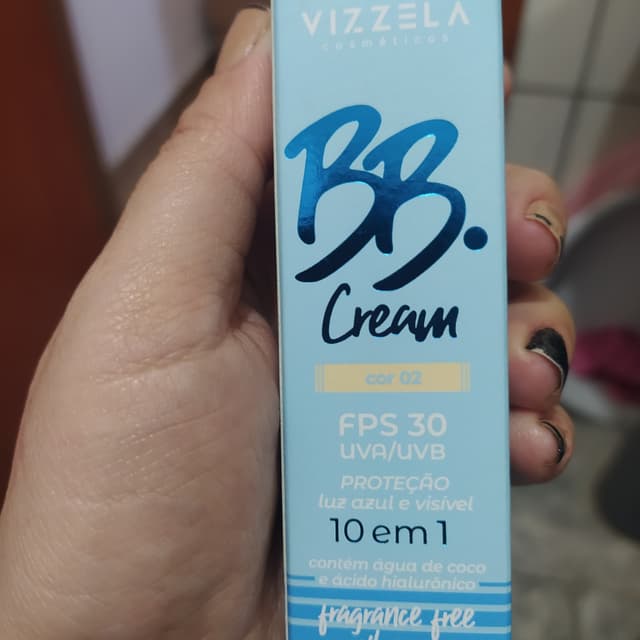 VIZZELA
cosméticos
BB.
Cream
cor 02
FPS 30
UVA/UVB
PROTEÇÃO
luz azul e visível
10 em 1
contém água de coco
e ácido hialurônico
fragrance free